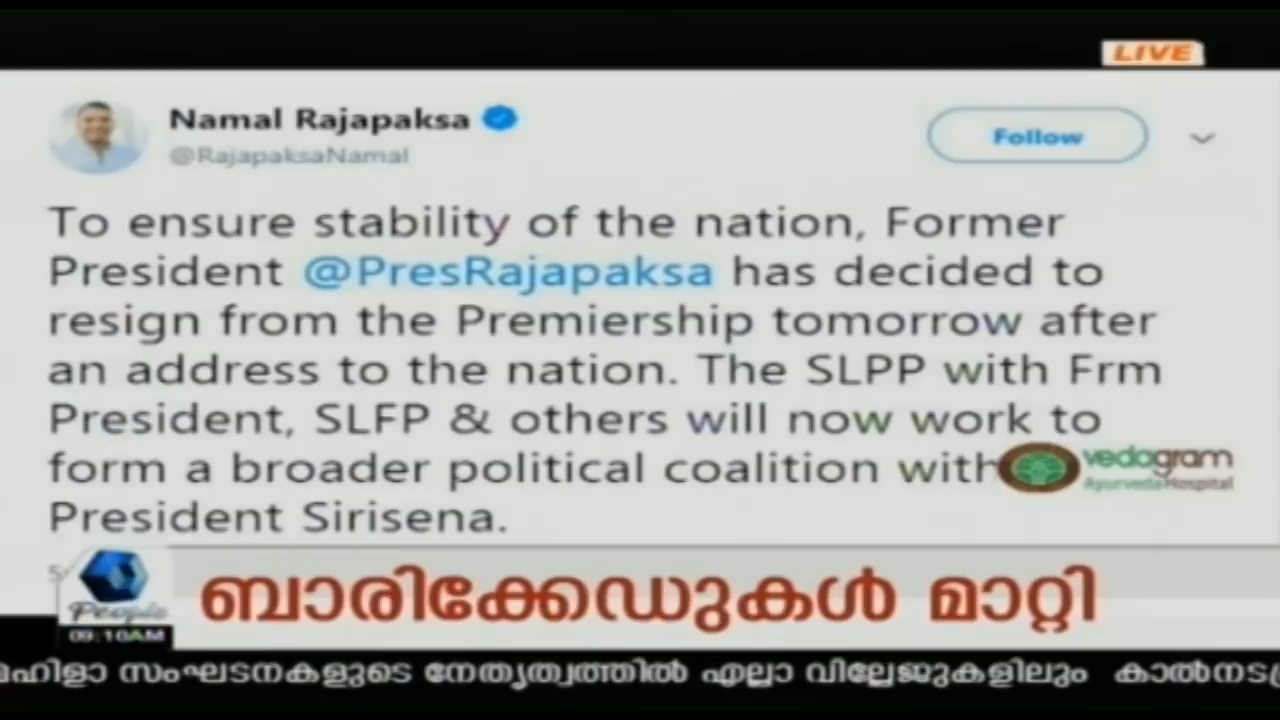 LIVE
Namal Rajapaksa
@RajapaksaNamal
Follow
To ensure stability of the nation, Former
President @PresRajapaksa has decided to
resign from the Premiership tomorrow after
an address to the nation. The SLPP with Frm
President, SLFP & others will now work to
form a broader political coalition with
President Sirisena.
vedagram
Ayurveda Hospital
People
09:10AM
ബാരിക്കേഡുകൾ മാറ്റി
മഹിളാ സംഘടനകളുടെ നേതൃത്വത്തിൽ എല്ലാ വില്ലേജുകളിലും